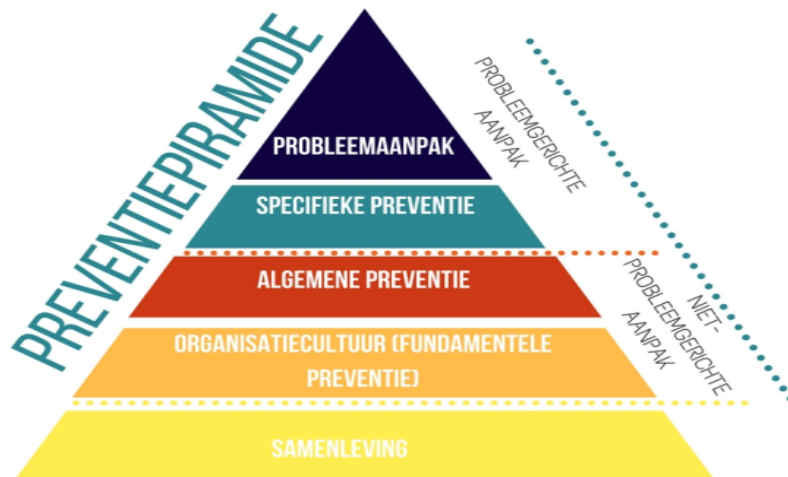 PREVENTIEPIRAMIDE
PROBLEEMAANPAK
SPECIFIEKE PREVENTIE
ALGEMENE PREVENTIE
ORGANISATIECULTUUR (FUNDAMENTELE
PREVENTIE)
SAMENLEVING
PROBLEEMGERICHTE
AANPAK
NIET-
PROBLEEMGERICHTE
AANPAK